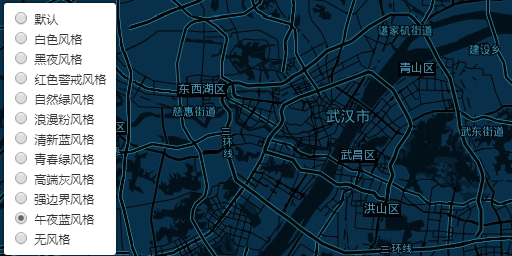 默认
白色风格
黑夜风格
红色警戒风格
自然绿风格
浪漫粉风格
清新蓝风格
青春绿风格
高端灰风格
强边界风格
午夜蓝风格
无风格
谌家矶街道
建设乡
青山区
东西湖区
慈惠街道
武汉市
区
武东街道
三环线
武昌区
洪山区
三环线